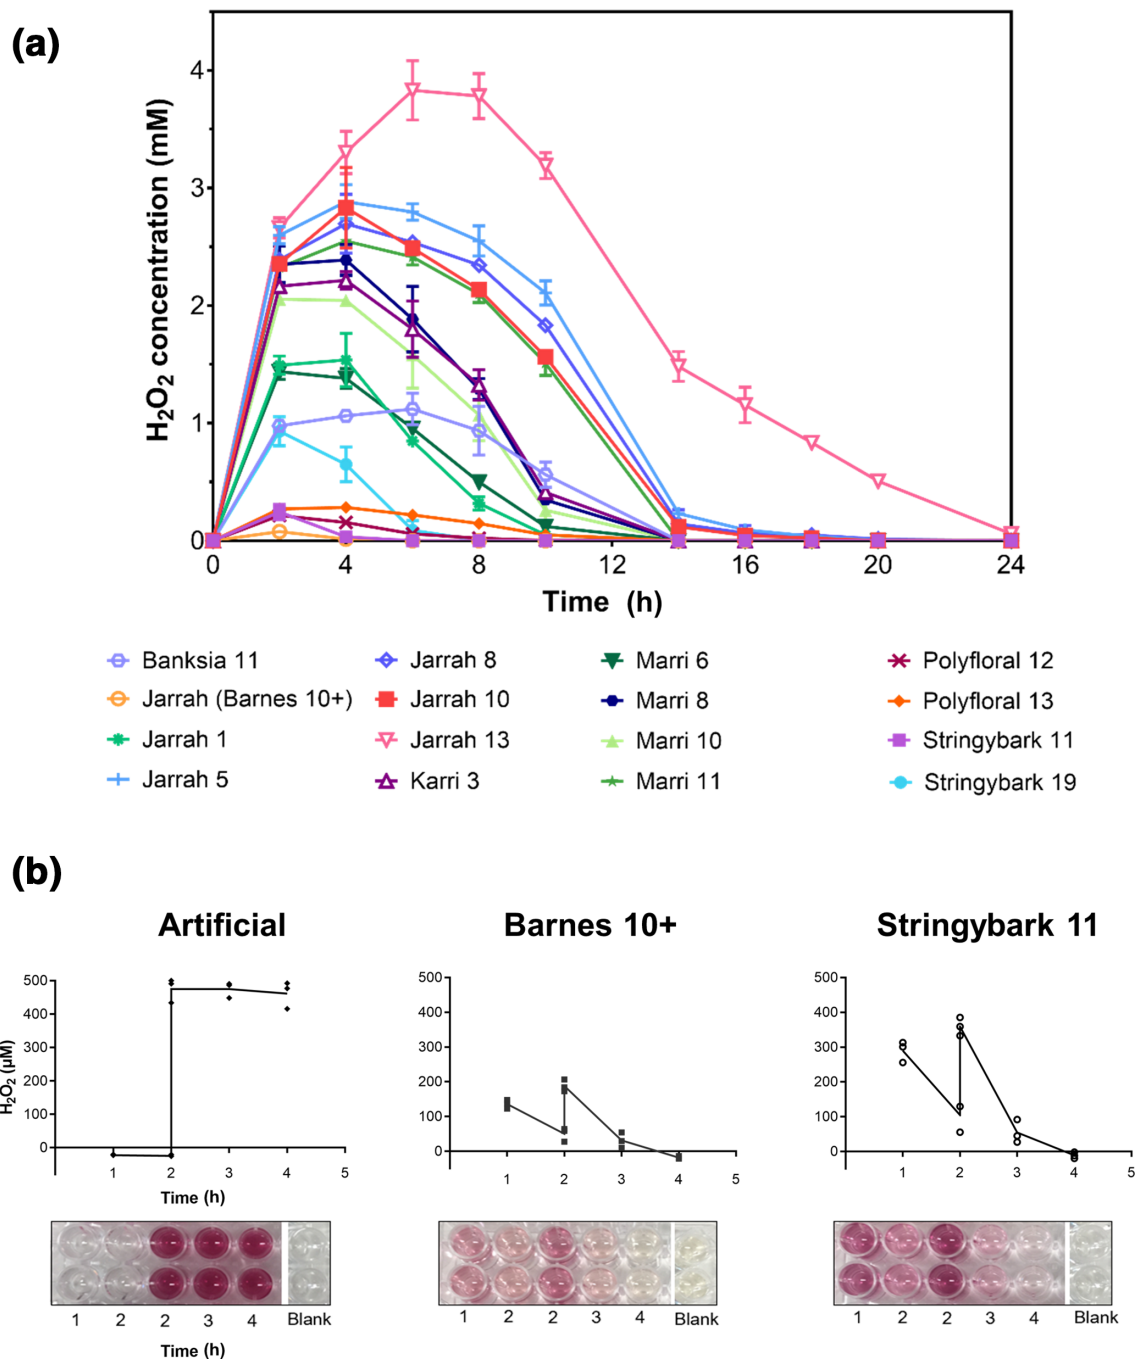 (a)
H₂O₂ concentration (mM)
4
3
2
1
0
0 4 8 12 16 20 24
Time (h)
Banksia 11 Jarrah 8 Marri 6 Polyfloral 12
Jarrah (Barnes 10+) Jarrah 10 Marri 8 Polyfloral 13
Jarrah 1 Jarrah 13 Marri 10 Stringybark 11
Jarrah 5 Karri 3 Marri 11 Stringybark 19
(b)
Artificial Barnes 10+ Stringybark 11
H₂O₂ (µM)
500
400
300
200
100
0
1 2 3 4 5
Time (h)
500
400
300
200
100
0
1 2 3 4 5
500
400
300
200
100
0
1 2 3 4 5
1 2 2 3 4 Blank
Time (h)
1 2 2 3 4 Blank
1 2 2 3 4 Blank